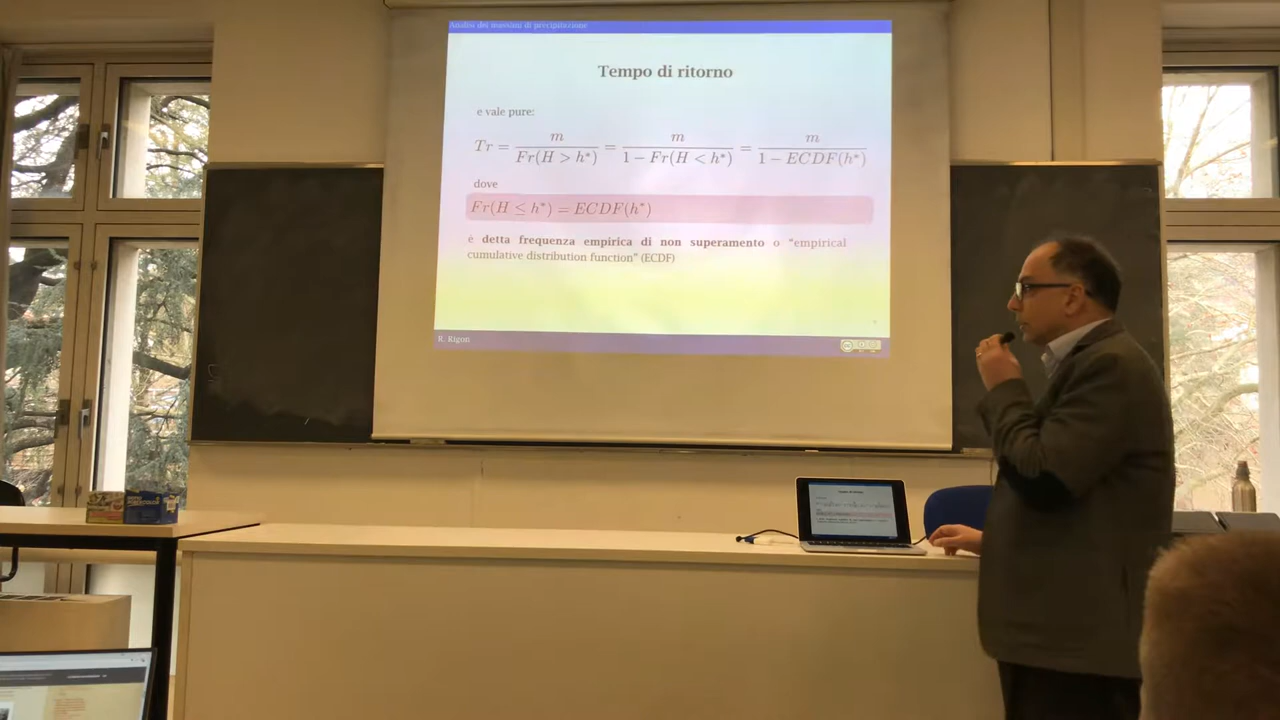 Analisi dei massimi di precipitazione
Tempo di ritorno
e vale pure:
Tr = m / Fr(H > h*) = m / 1 − Fr(H < h*) = m / 1 − ECDF(h*)
dove
Fr(H ≤ h*) = ECDF(h*)
è detta frequenza empirica di non superamento o “empirical
cumulative distribution function” (ECDF)
R. Rigon